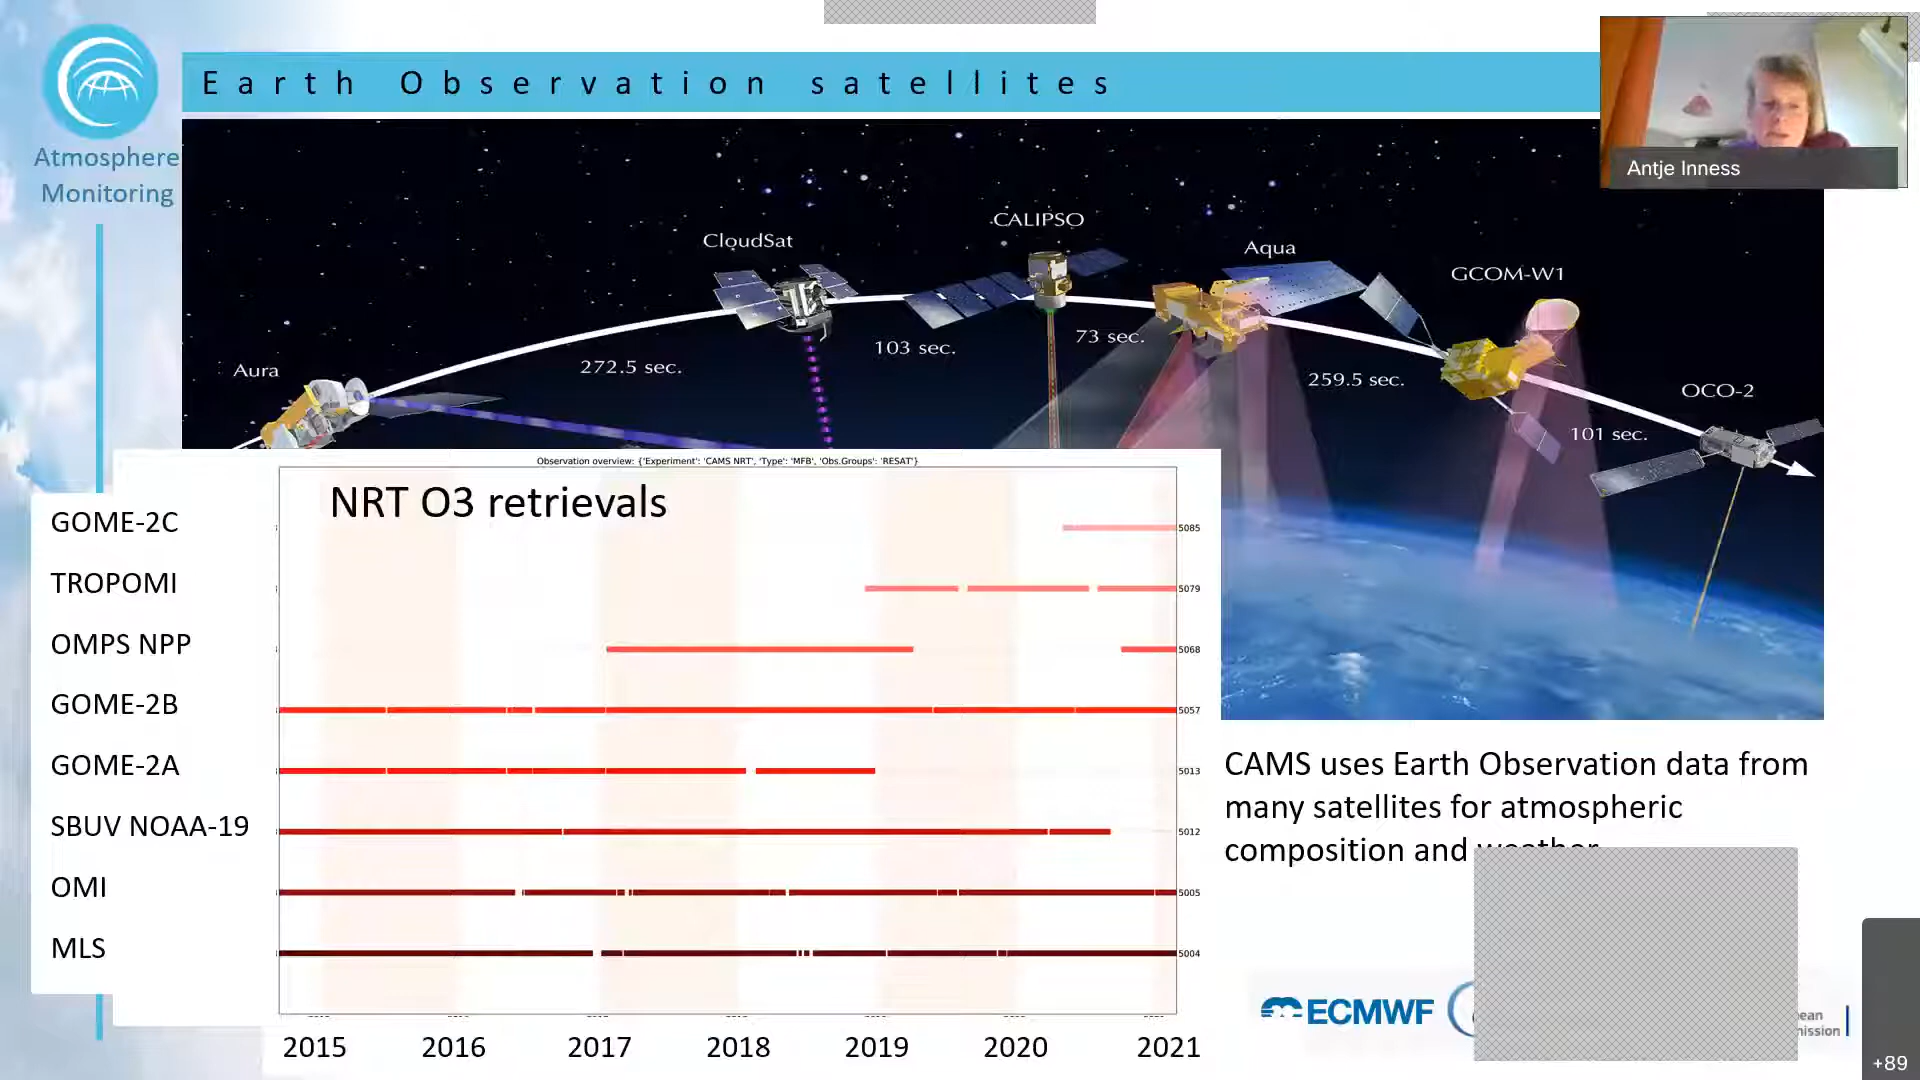 Earth Observation satellites
Antje Inness
Atmosphere
Monitoring
CALIPSO
CloudSat
Aqua
GCOM-W1
73 sec.
103 sec.
272.5 sec.
Aura
259.5 sec.
OCO-2
101 sec.
Observation overview: {'Experiment': 'CAMS NRT', 'Type': 'MFB', 'Obs.Groups': 'RESAT'}
NRT O3 retrievals
GOME-2C
5085
TROPOMI
5079
OMPS NPP
5068
GOME-2B
5057
GOME-2A
5013
SBUV NOAA-19
5012
OMI
5005
MLS
5004
2015 2016 2017 2018 2019 2020 2021
CAMS uses Earth Observation data from
many satellites for atmospheric
composition and weather
ECMWF
+89